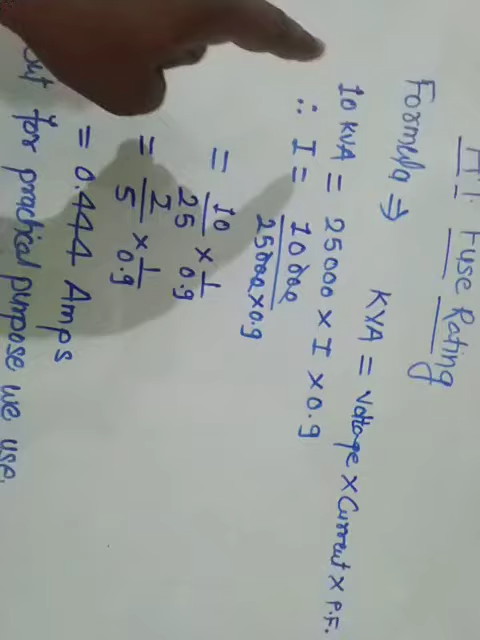 H.T. Fuse Rating
Formula ⇒
KVA = Voltage × Current × P.F.
10 KVA = 25000 × I × 0.9
∴ I = 10000 / 25000 × 0.9
= 10/25 × 1/0.9
= 2/5 × 1/0.9
= 0.444 Amps
but for practical purpose we use.